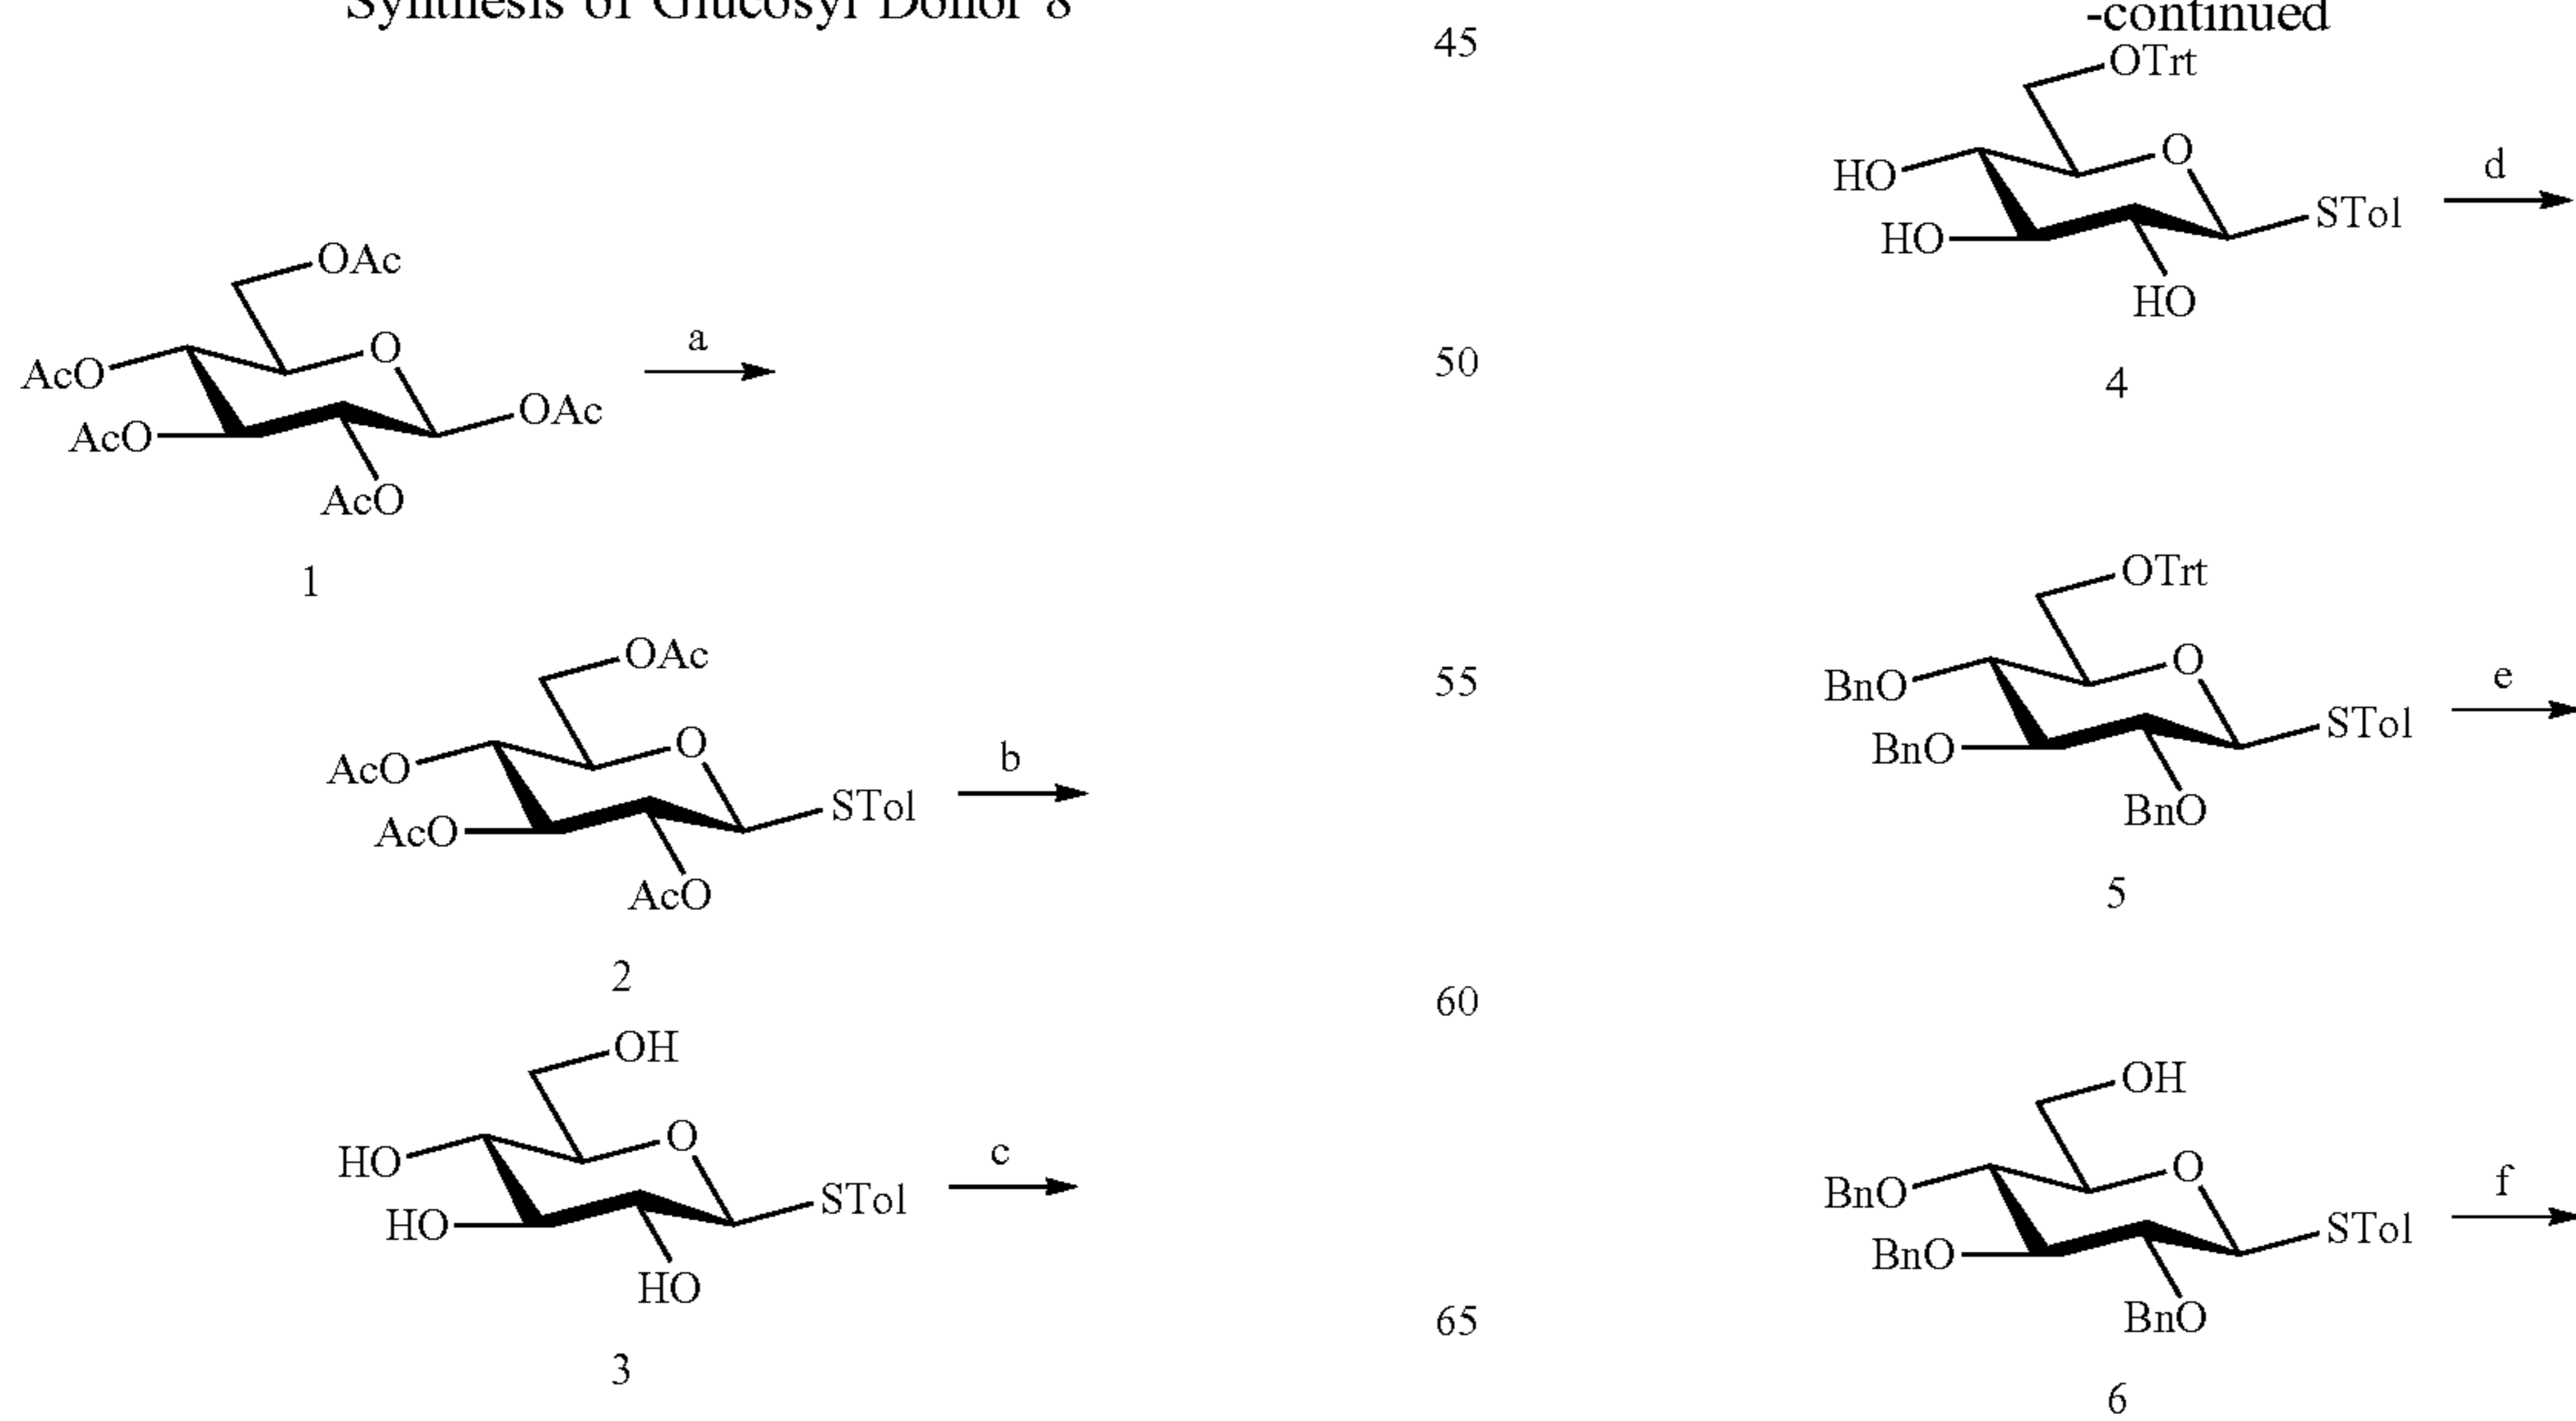 Synthesis of Glucosyl Donor 8
OAc
O
AcO
OAc
AcO
AcO
a
1
OAc
O
AcO
STol
AcO
AcO
b
2
OH
O
HO
STol
HO
HO
c
3
45
50
55
60
65
-continued
OTrt
O
HO
STol
HO
HO
d
4
OTrt
O
BnO
STol
BnO
BnO
e
5
OH
O
BnO
STol
BnO
BnO
f
6